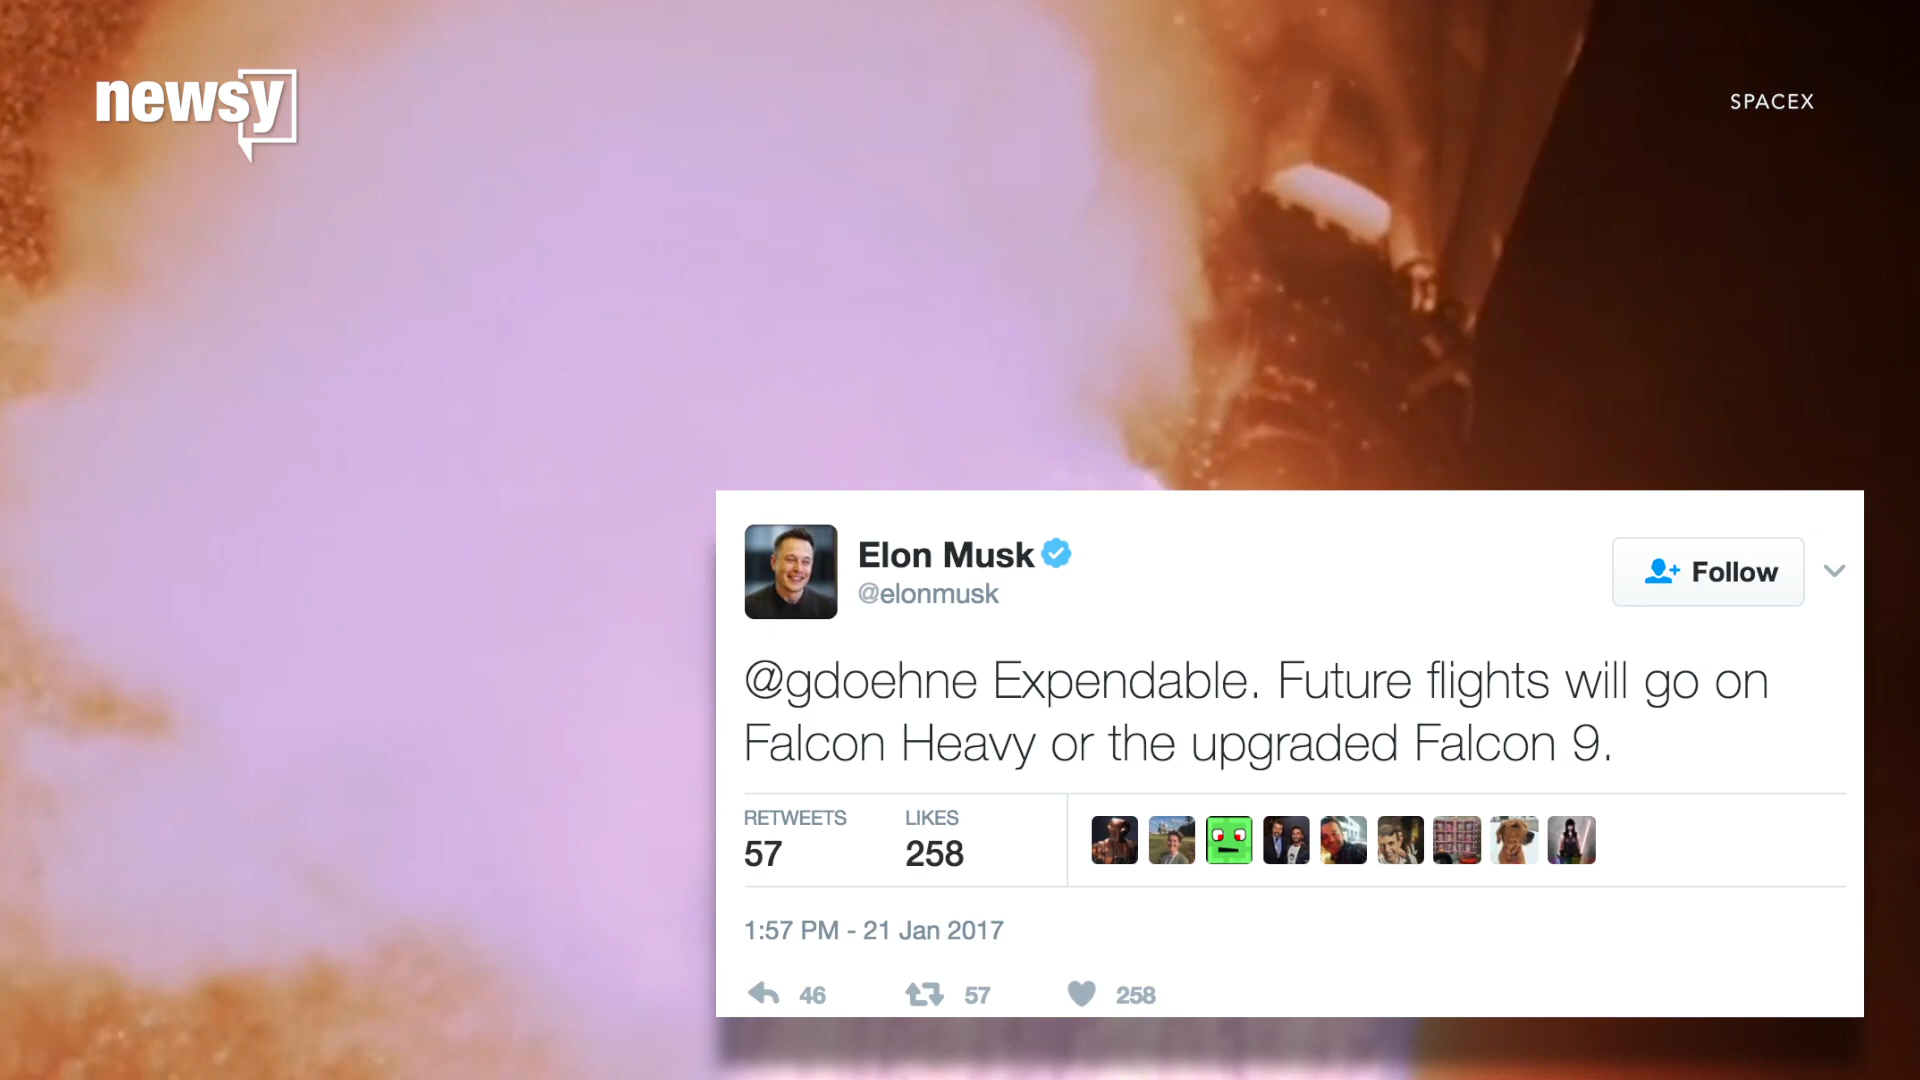 newsy
SPACEX
Elon Musk
@elonmusk
Follow
@gdoehne Expendable. Future flights will go on
Falcon Heavy or the upgraded Falcon 9.
RETWEETS LIKES
57 258
1:57 PM - 21 Jan 2017
46 57 258